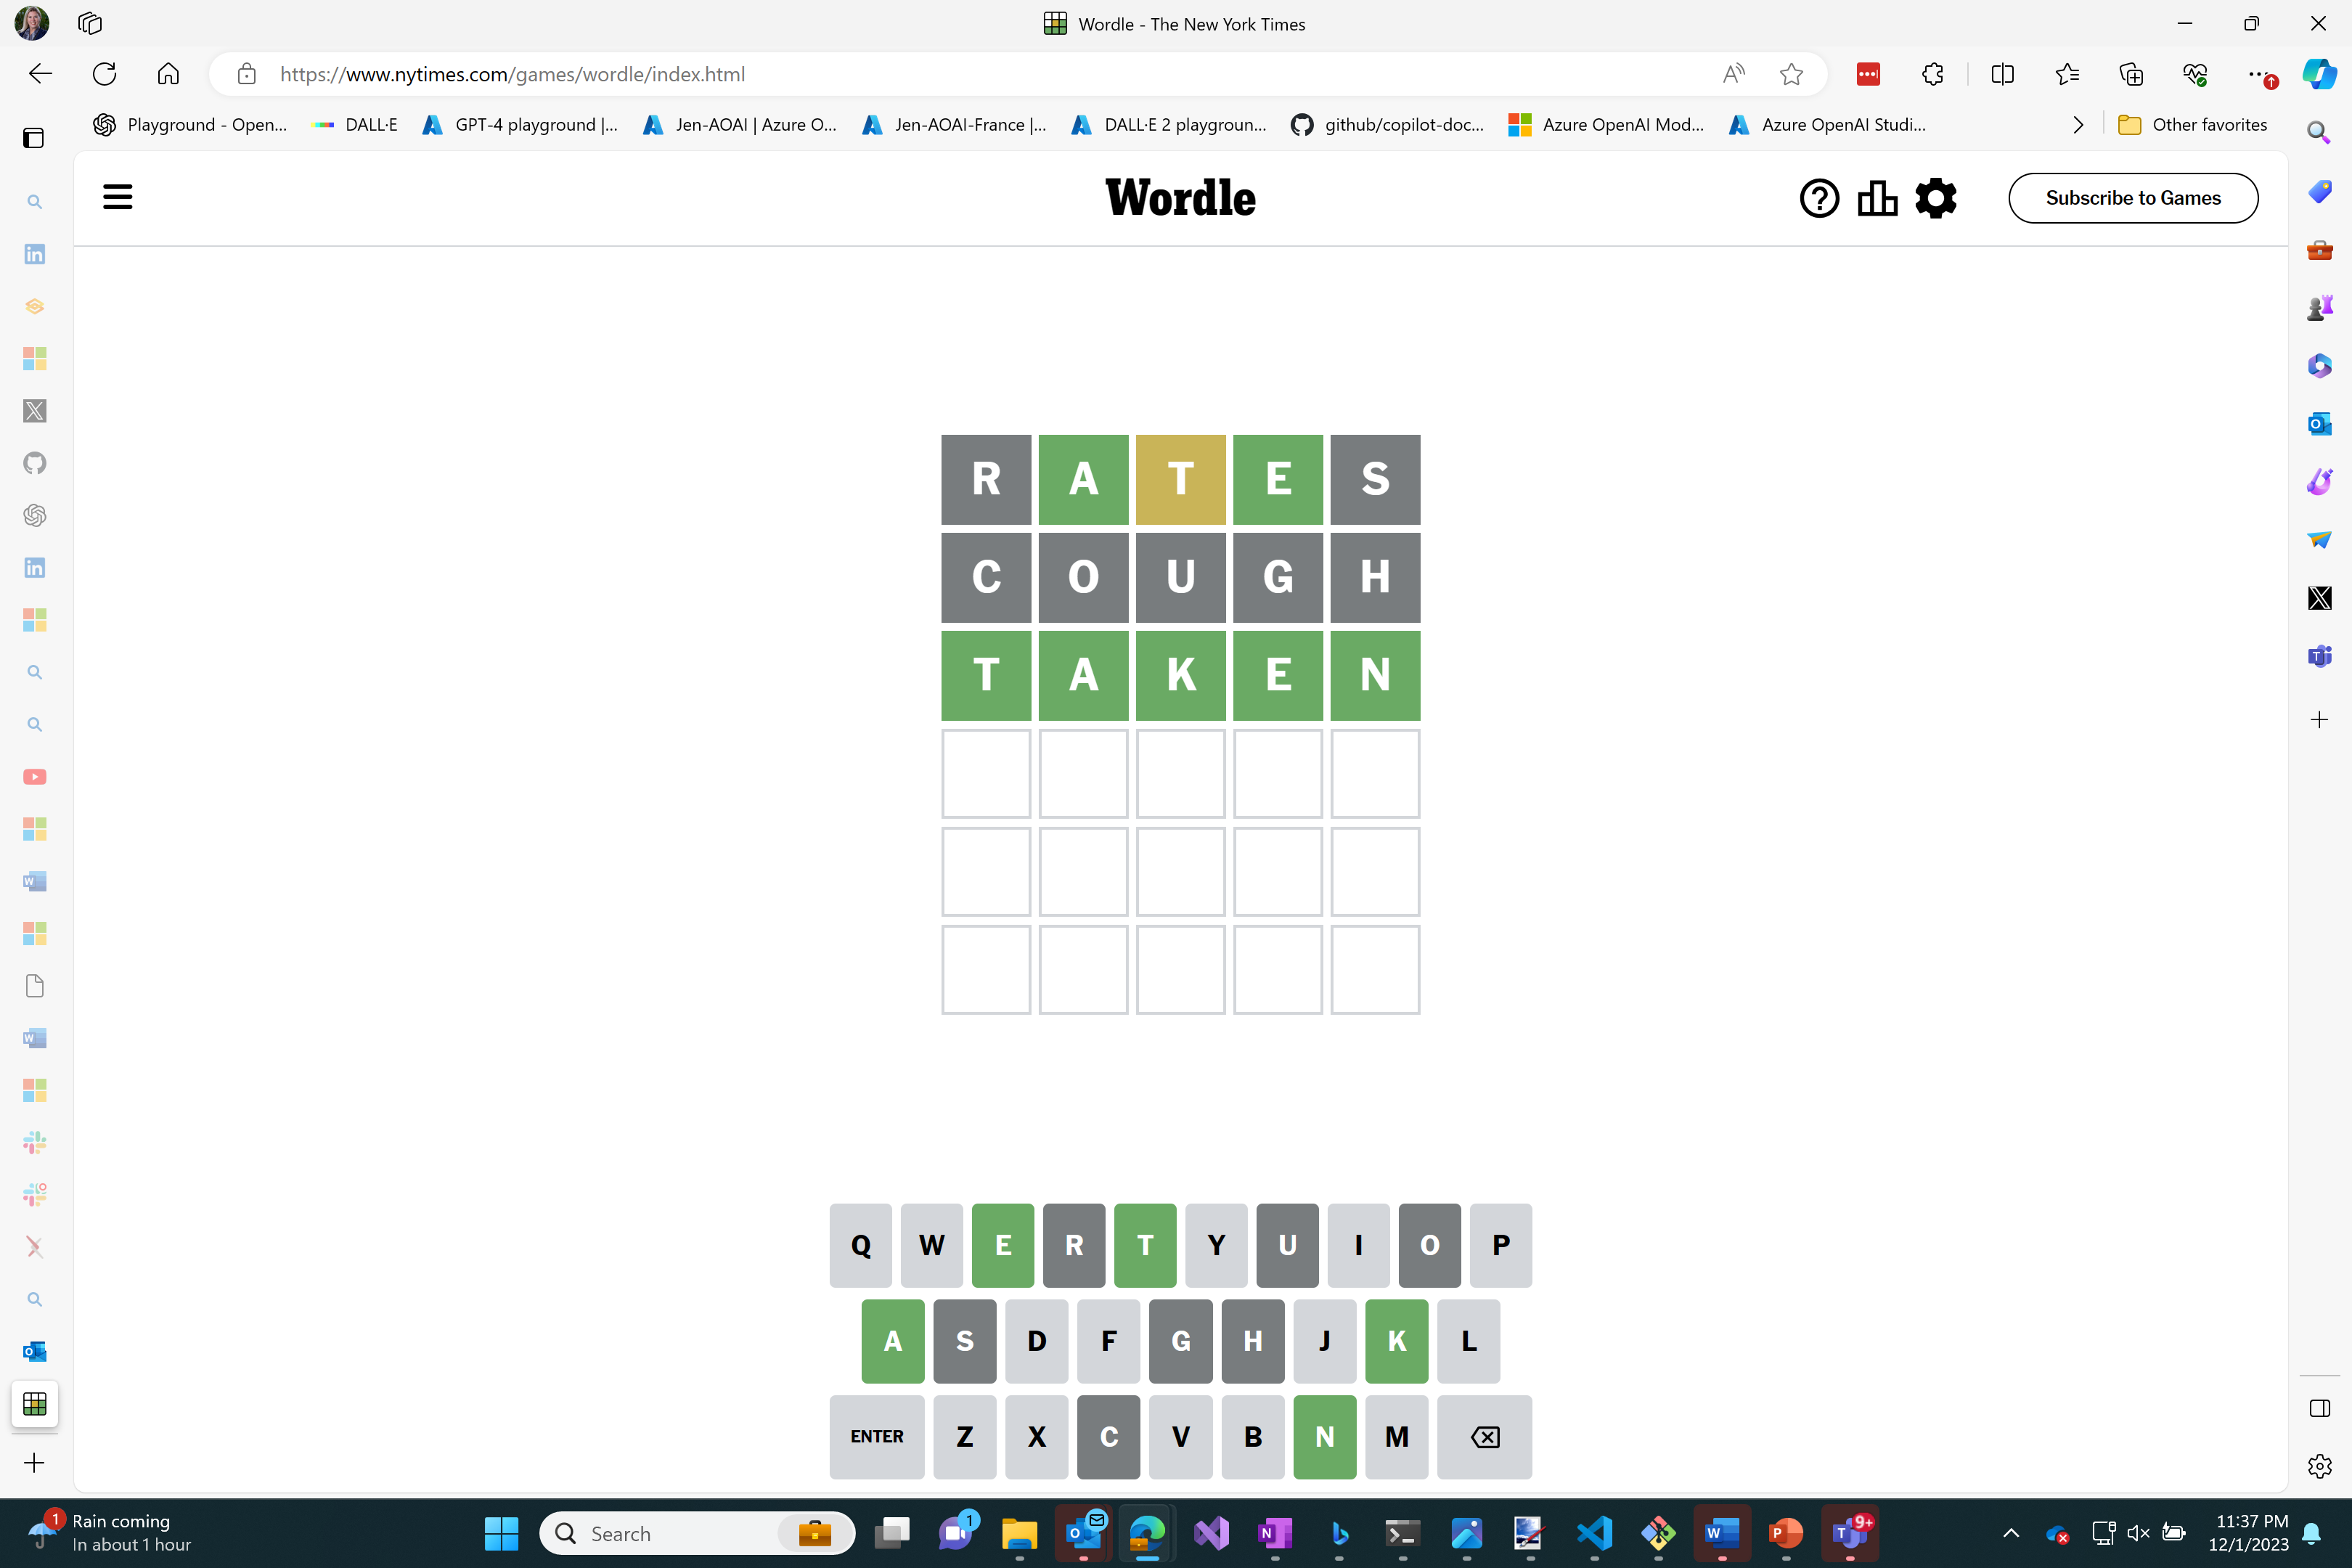 Wordle - The New York Times
https://www.nytimes.com/games/wordle/index.html
Playground - Open... DALL·E GPT-4 playground |... Jen-AOAI | Azure O... Jen-AOAI-France |... DALL·E 2 playgroun... github/copilot-doc... Azure OpenAI Mod... Azure OpenAI Studi... Other favorites
Wordle
Subscribe to Games
R A T E S
C O U G H
T A K E N
Q W E R T Y U I O P
A S D F G H J K L
ENTER Z X C V B N M
1 Rain coming
In about 1 hour
Search
1
9+
11:37 PM
12/1/2023